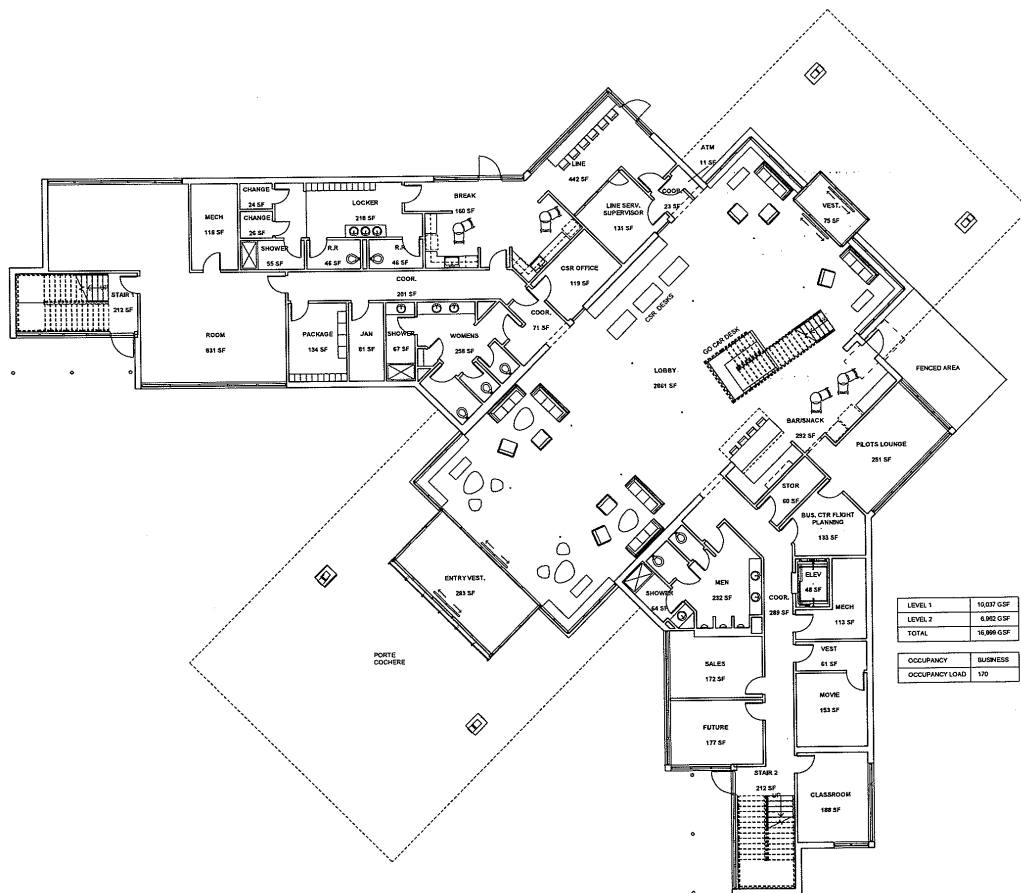 ATM
11 SF
LINE
442 SF
COOR.
23 SF
VEST.
75 SF
CHANGE
24 SF
CHANGE
26 SF
MECH
118 SF
LOCKER
218 SF
BREAK
160 SF
LINE SERV.
SUPERVISOR
131 SF
SHOWER
55 SF
R.R
46 SF
R.R
46 SF
CSR OFFICE
119 SF
CSR DESKS
COOR.
201 SF
COOR.
71 SF
STAIR 1
212 SF
ROOM
831 SF
PACKAGE
134 SF
JAN
81 SF
SHOWER
67 SF
WOMENS
258 SF
GO CAR DESK
LOBBY
2861 SF
FENCED AREA
BAR/SNACK
292 SF
PILOTS LOUNGE
251 SF
STOR
60 SF
BUS. CTR FLIGHT
PLANNING
133 SF
ENTRY VEST.
283 SF
MEN
232 SF
SHOWER
64 SF
COOR.
289 SF
ELEV
48 SF
MECH
113 SF
PORTE
COCHERE
SALES
172 SF
VEST
61 SF
MOVIE
153 SF
FUTURE
177 SF
STAIR 2
212 SF
UP
CLASSROOM
188 SF
LEVEL 1 10,037 GSF
LEVEL 2 6,962 GSF
TOTAL 16,999 GSF
OCCUPANCY BUSINESS
OCCUPANCY LOAD 170